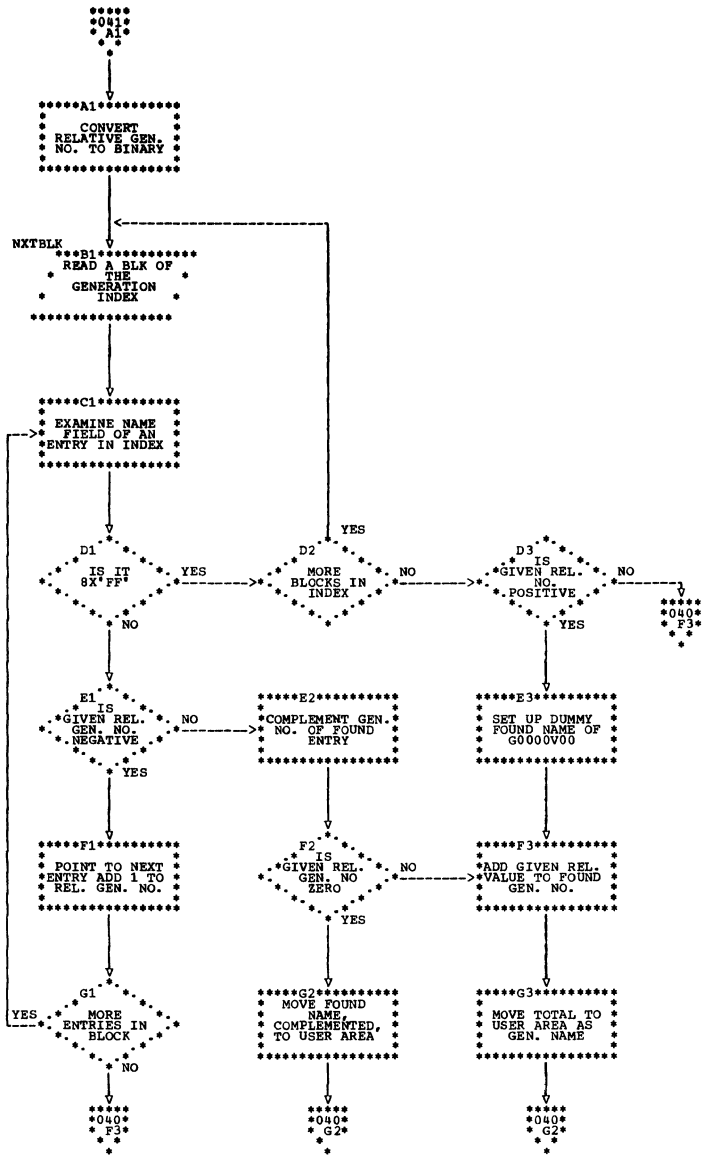 041
A1
A1
CONVERT
RELATIVE GEN.
NO. TO BINARY
NXTBLK
B1
READ A BLK OF
THE
GENERATION
INDEX
C1
EXAMINE NAME
FIELD OF AN
ENTRY IN INDEX
D1
IS IT
8X'FF'
YES
NO
D2
MORE
BLOCKS IN
INDEX
YES
NO
D3
IS
GIVEN REL.
NO.
POSITIVE
NO
YES
040
F3
E1
IS
GIVEN REL.
GEN. NO.
NEGATIVE
NO
YES
E2
COMPLEMENT GEN.
NO. OF FOUND
ENTRY
E3
SET UP DUMMY
FOUND NAME OF
G0000V00
F1
POINT TO NEXT
ENTRY ADD 1 TO
REL. GEN. NO.
F2
IS
GIVEN REL.
GEN. NO
ZERO
NO
YES
F3
ADD GIVEN REL.
VALUE TO FOUND
GEN. NO.
G1
MORE
ENTRIES IN
BLOCK
YES
NO
G2
MOVE FOUND
NAME,
COMPLEMENTED,
TO USER AREA
G3
MOVE TOTAL TO
USER AREA AS
GEN. NAME
040
F3
040
G2
040
G2